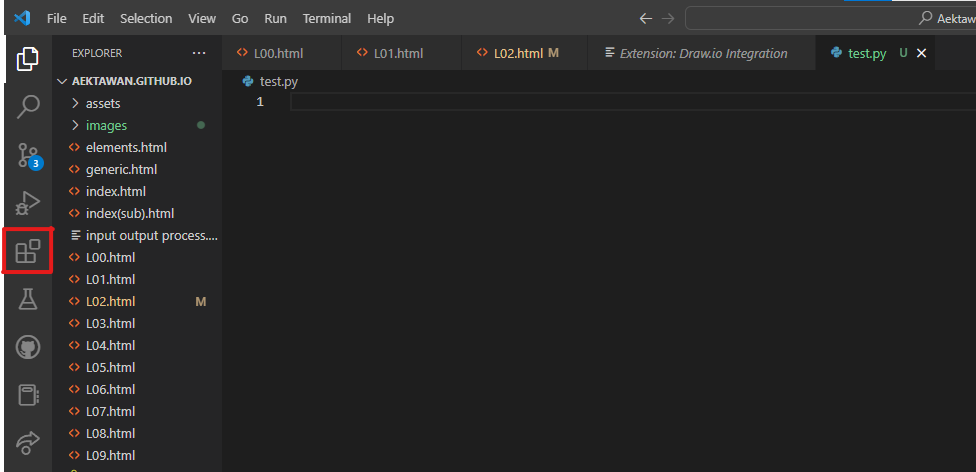 File Edit Selection View Go Run Terminal Help Aektaw
EXPLORER ... L00.html L01.html L02.html M Extension: Draw.io Integration test.py U
AEKTAWAN.GITHUB.IO
test.py
1
assets
images
elements.html
3
generic.html
index.html
index(sub).html
input output process....
L00.html
L01.html
L02.html M
L03.html
L04.html
L05.html
L06.html
L07.html
L08.html
L09.html